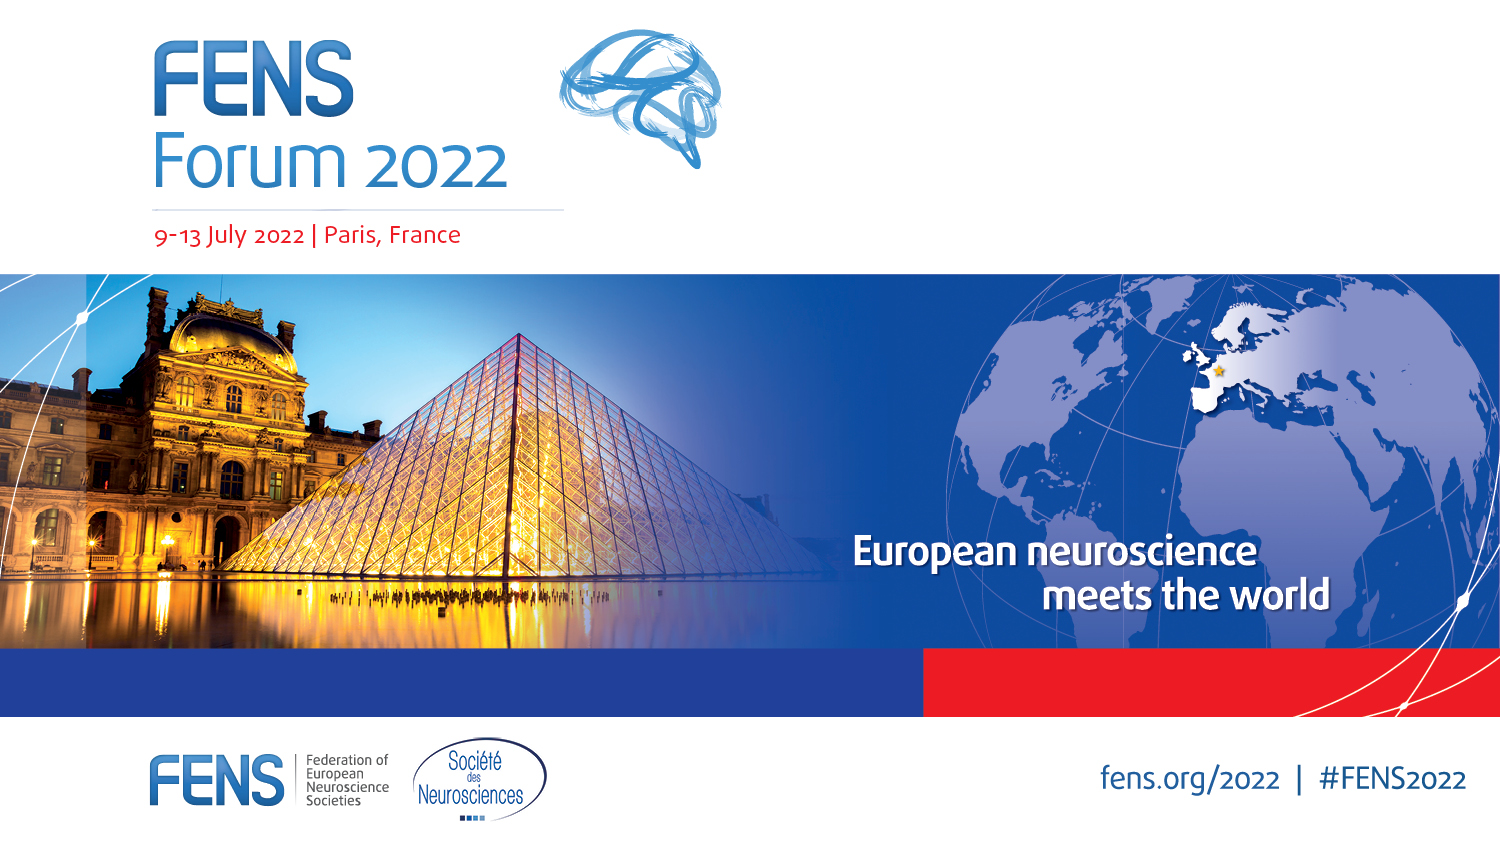 FENS
Forum 2022
9-13 July 2022 | Paris, France
European neuroscience
meets the world
FENS
Federation of
European
Neuroscience
Societies
Société
des
Neurosciences
fens.org/2022 | #FENS2022